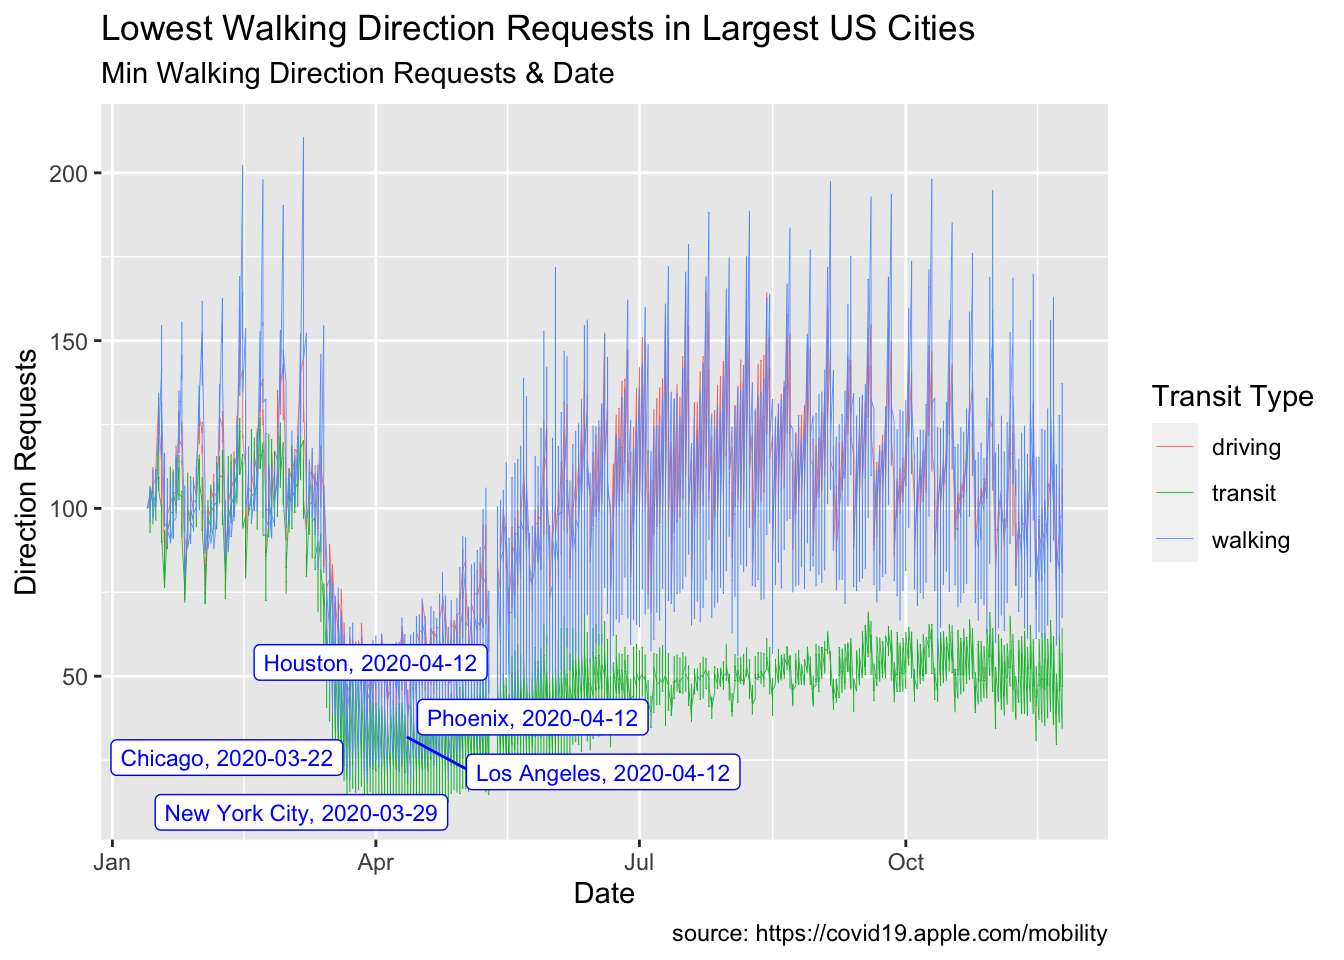 Lowest Walking Direction Requests in Largest US Cities
Min Walking Direction Requests & Date
Direction Requests
200
150
100
50
Houston, 2020-04-12
Phoenix, 2020-04-12
Chicago, 2020-03-22
Los Angeles, 2020-04-12
New York City, 2020-03-29
Jan
Apr
Jul
Oct
Date
Transit Type
driving
transit
walking
source: https://covid19.apple.com/mobility